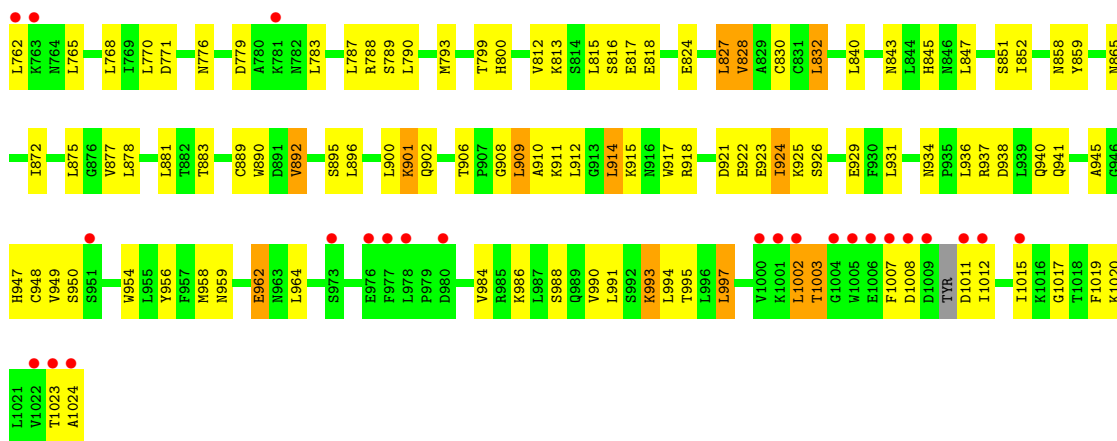 L762 K763 N764 L765 L768 I769 L770 D771 N776 D779 A780 K781 N782 L783 L787 R788 S789 L790 M793 T799 H800 V812 K813 S814 L815 S816 E817 E818 E824 L827 V828 A829 C830 C831 L832 L840 N843 L844 H845 N846 L847 S851 I852 N858 Y859 N865
I872 L875 G876 V877 L878 L881 T882 T883 C889 W890 D891 V892 S895 L896 L900 K901 Q902 T906 P907 G908 L909 A910 K911 L912 G913 L914 K915 N916 W917 R918 D921 E922 E923 I924 K925 S926 E929 F930 L931 N934 P935 L936 R937 D938 L939 Q940 Q941 A945 G946
H947 C948 V949 S950 S951 W954 L955 Y956 F957 M958 N959 E962 N963 L964 S973 E976 F977 L978 P979 D980 V984 R985 K986 L987 S988 Q989 V990 L991 S992 K993 L994 T995 L996 L997 V1000 K1001 L1002 T1003 G1004 W1005 E1006 F1007 D1008 D1009 TYR D1011 I1012 I1015 K1016 G1017 T1018 F1019 K1020
L1021 V1022 T1023 A1024